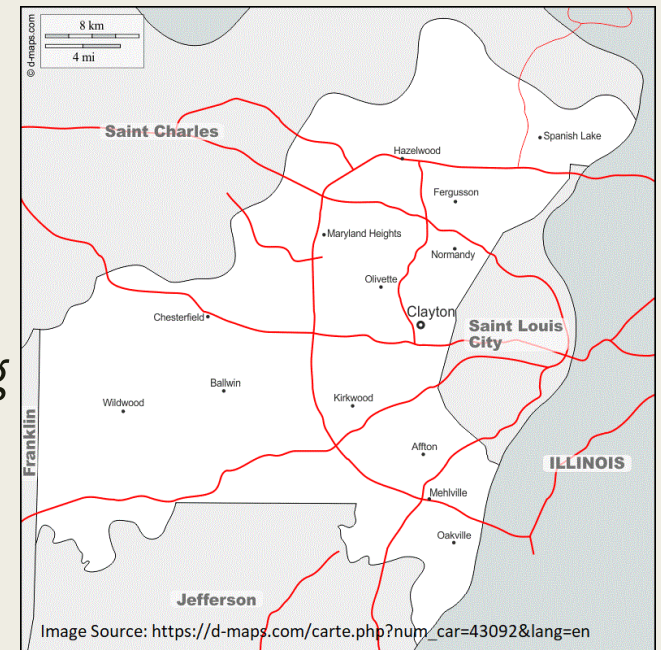 8 km
4 mi
© d-maps.com
Saint Charles
Spanish Lake
Hazelwood
Fergusson
Maryland Heights
Normandy
Olivette
Clayton
Chesterfield
Saint Louis
City
Ballwin
Wildwood
Kirkwood
Franklin
Affton
ILLINOIS
Mehlville
Oakville
Jefferson
Image Source: https://d-maps.com/carte.php?num_car=43092&lang=en